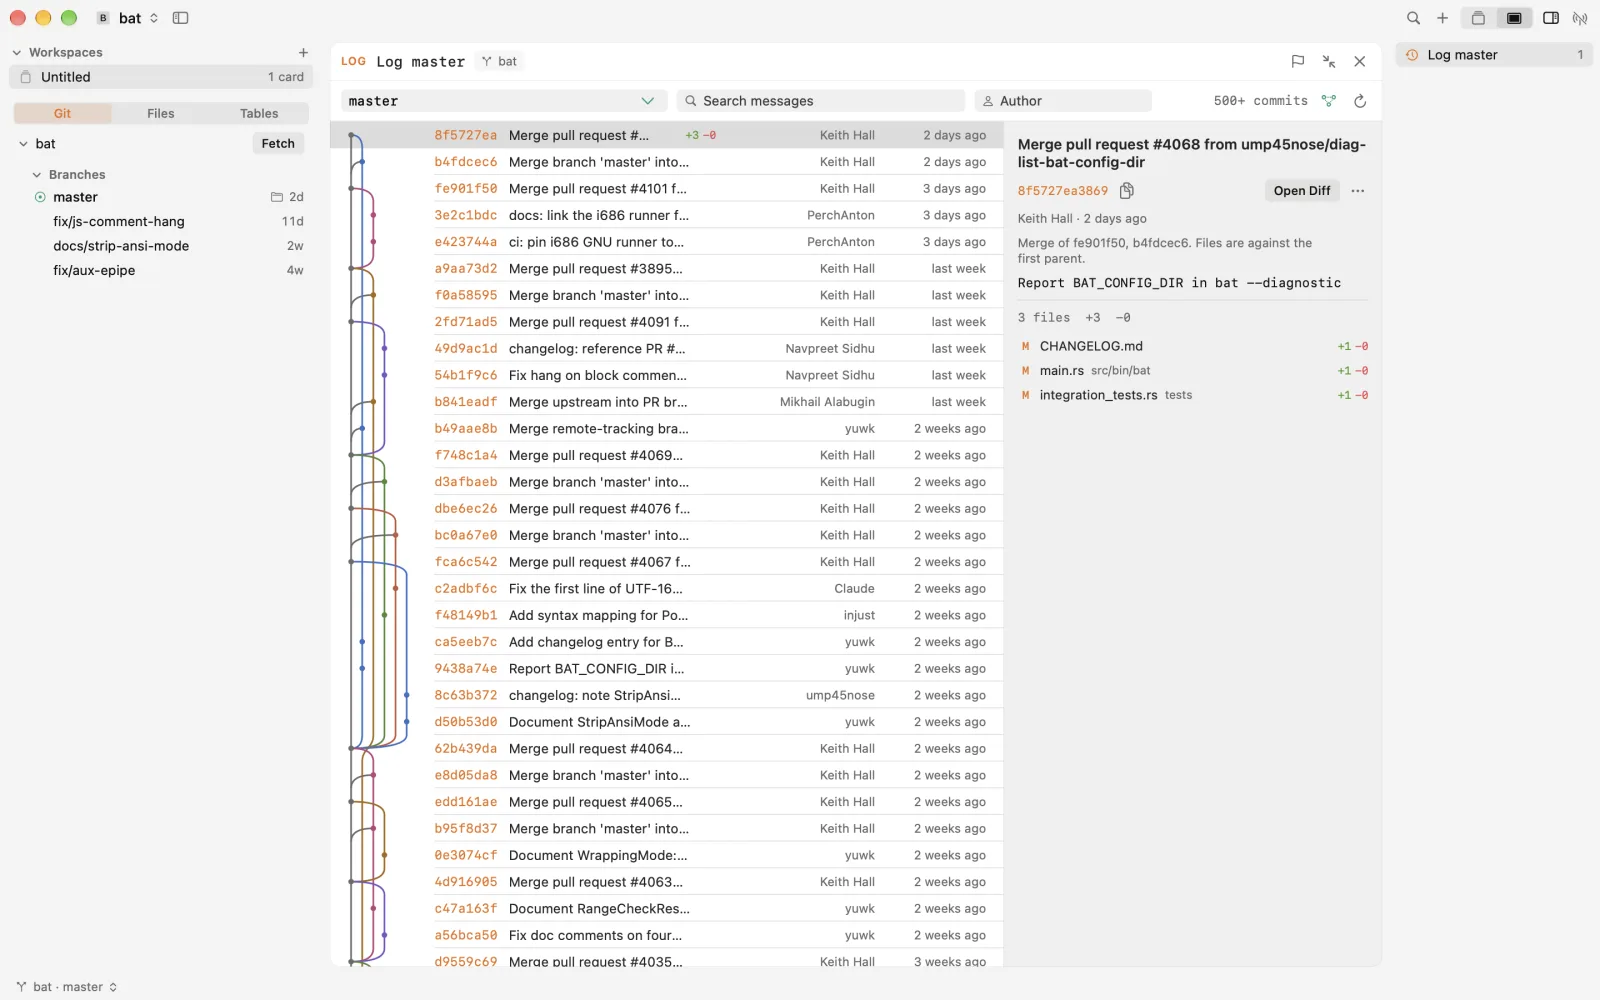 B bat
Workspaces
Untitled 1 card
Git Files Tables
bat Fetch
Branches
master 2d
fix/js-comment-hang 11d
docs/strip-ansi-mode 2w
fix/aux-epipe 4w
bat · master
LOG Log master bat
master Search messages Author 500+ commits
8f5727ea Merge pull request #... +3 −0 Keith Hall 2 days ago
b4fdcec6 Merge branch 'master' into... Keith Hall 2 days ago
fe901f50 Merge pull request #4101 f... Keith Hall 3 days ago
3e2c1bdc docs: link the i686 runner f... PerchAnton 3 days ago
e423744a ci: pin i686 GNU runner to... PerchAnton 3 days ago
a9aa73d2 Merge pull request #3895... Keith Hall last week
f0a58595 Merge branch 'master' into... Keith Hall last week
2fd71ad5 Merge pull request #4091 f... Keith Hall last week
49d9ac1d changelog: reference PR #... Navpreet Sidhu last week
54b1f9c6 Fix hang on block commen... Navpreet Sidhu last week
b841eadf Merge upstream into PR br... Mikhail Alabugin last week
b49aae8b Merge remote-tracking bra... yuwk 2 weeks ago
f748c1a4 Merge pull request #4069... Keith Hall 2 weeks ago
d3afbaeb Merge branch 'master' into... Keith Hall 2 weeks ago
dbe6ec26 Merge pull request #4076 f... Keith Hall 2 weeks ago
bc0a67e0 Merge branch 'master' into... Keith Hall 2 weeks ago
fca6c542 Merge pull request #4067 f... Keith Hall 2 weeks ago
c2adbf6c Fix the first line of UTF-16... Claude 2 weeks ago
f48149b1 Add syntax mapping for Po... injust 2 weeks ago
ca5eeb7c Add changelog entry for B... yuwk 2 weeks ago
9438a74e Report BAT_CONFIG_DIR i... yuwk 2 weeks ago
8c63b372 changelog: note StripAnsi... ump45nose 2 weeks ago
d50b53d0 Document StripAnsiMode a... yuwk 2 weeks ago
62b439da Merge pull request #4064... Keith Hall 2 weeks ago
e8d05da8 Merge branch 'master' into... Keith Hall 2 weeks ago
edd161ae Merge pull request #4065... Keith Hall 2 weeks ago
b95f8d37 Merge branch 'master' into... Keith Hall 2 weeks ago
0e3074cf Document WrappingMode:... yuwk 2 weeks ago
4d916905 Merge pull request #4063... Keith Hall 2 weeks ago
c47a163f Document RangeCheckRes... yuwk 2 weeks ago
a56bca50 Fix doc comments on four... yuwk 2 weeks ago
d9559c69 Merge pull request #4035... Keith Hall 3 weeks ago
Merge pull request #4068 from ump45nose/diag-
list-bat-config-dir
8f5727ea3869 Open Diff
Keith Hall · 2 days ago
Merge of fe901f50, b4fdcec6. Files are against the
first parent.
Report BAT_CONFIG_DIR in bat --diagnostic
3 files +3 −0
M CHANGELOG.md +1 −0
M main.rs src/bin/bat +1 −0
M integration_tests.rs tests +1 −0
Log master 1